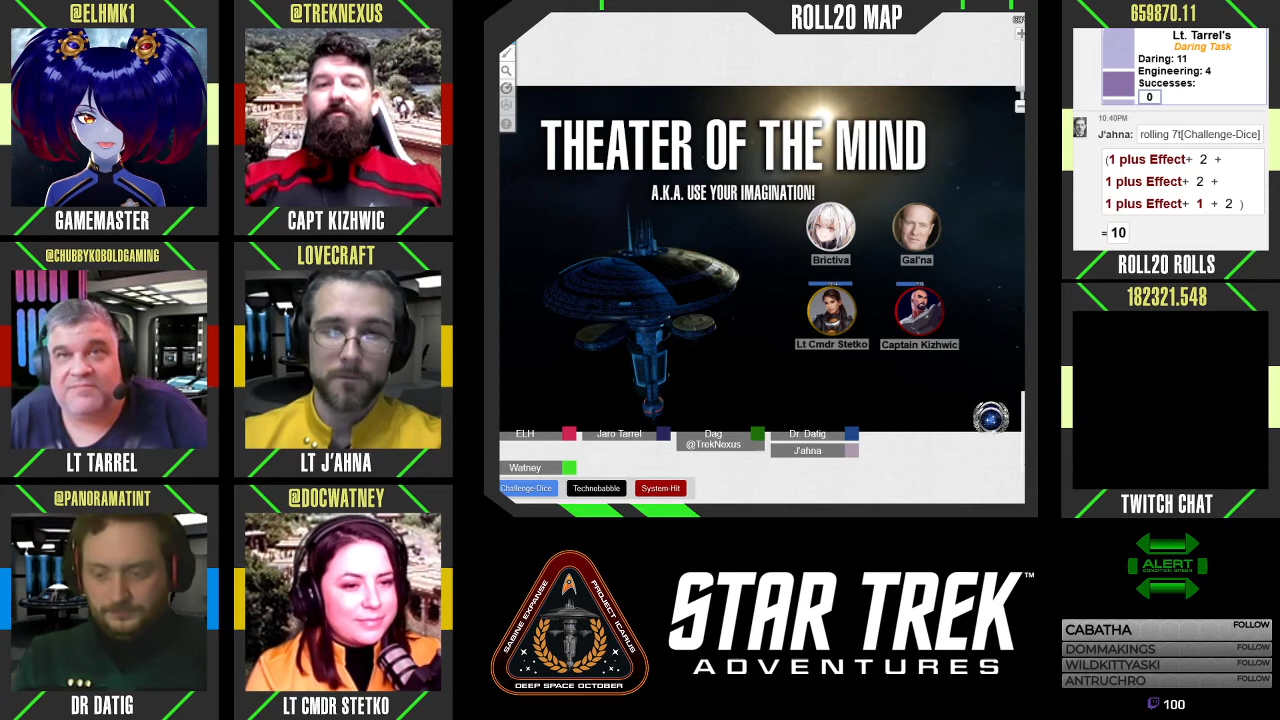 @ELHMK1
GAMEMASTER
@TREKNEXUS
CAPT KIZHWIC
@CHUBBYKOBOLDGAMING
LT TARREL
LOVECRAFT
LT J'AHNA
@PANORAMATINT
DR DATIG
@DOCWATNEY
LT CMDR STETKO
ROLL20 MAP
THEATER OF THE MIND
A.K.A. USE YOUR IMAGINATION!
Brictiva
Gal'na
Lt Cmdr Stetko
Captain Kizhwic
ELH
Jaro Tarrel
Dag
@TrekNexus
Dr. Datig
J'ahna
Watney
Challenge-Dice
Technobabble
System-Hit
SABINE EXPANSE
PROJECT ICARUS
DEEP SPACE OCTOBER
STAR TREK™
ADVENTURES
659870.11
Lt. Tarrel's
Daring Task
Daring: 11
Engineering: 4
Successes:
0
10:40PM
J'ahna: rolling 7t[Challenge-Dice]
(1 plus Effect+ 2 +
1 plus Effect+ 2 +
1 plus Effect+ 1 + 2 )
=10
ROLL20 ROLLS
182321.548
TWITCH CHAT
ALERT
CONDITION GREEN
CABATHA FOLLOW
DOMMAKINGS FOLLOW
WILDKITTYASKI FOLLOW
ANTRUCHRO FOLLOW
100